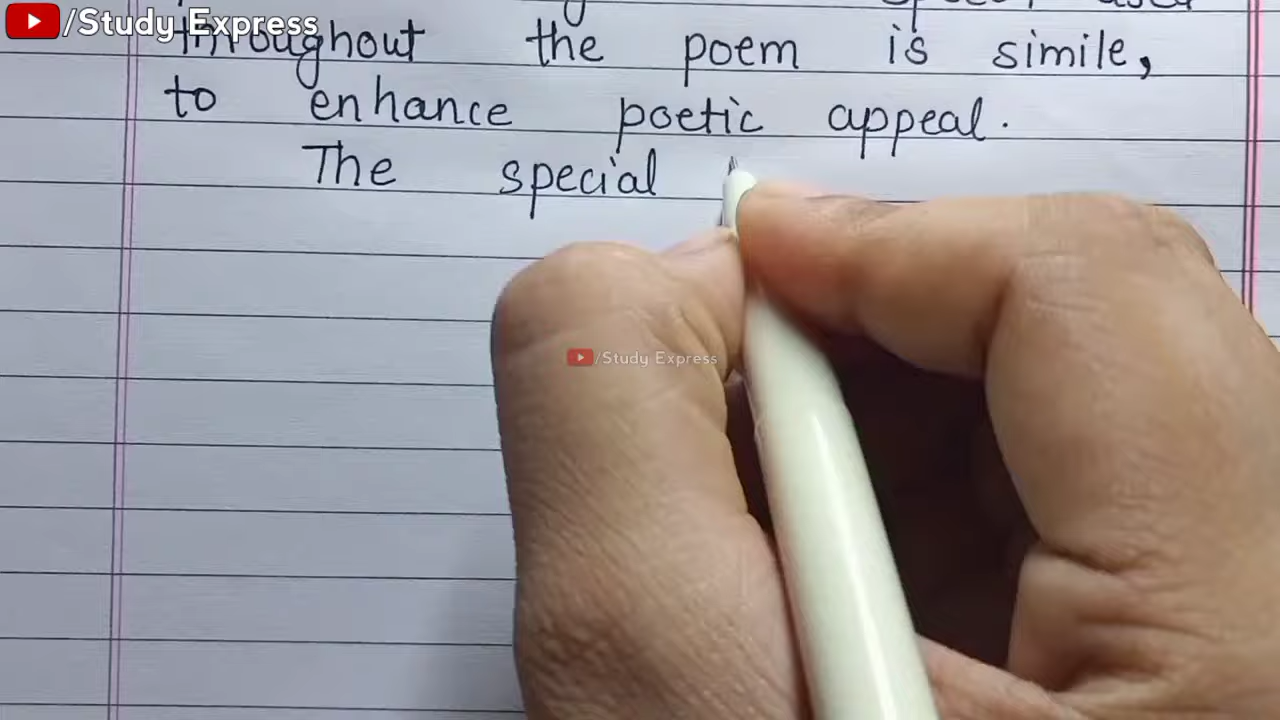 /Study Express
throughout the poem is simile,
to enhance poetic appeal.
The special
/Study Express